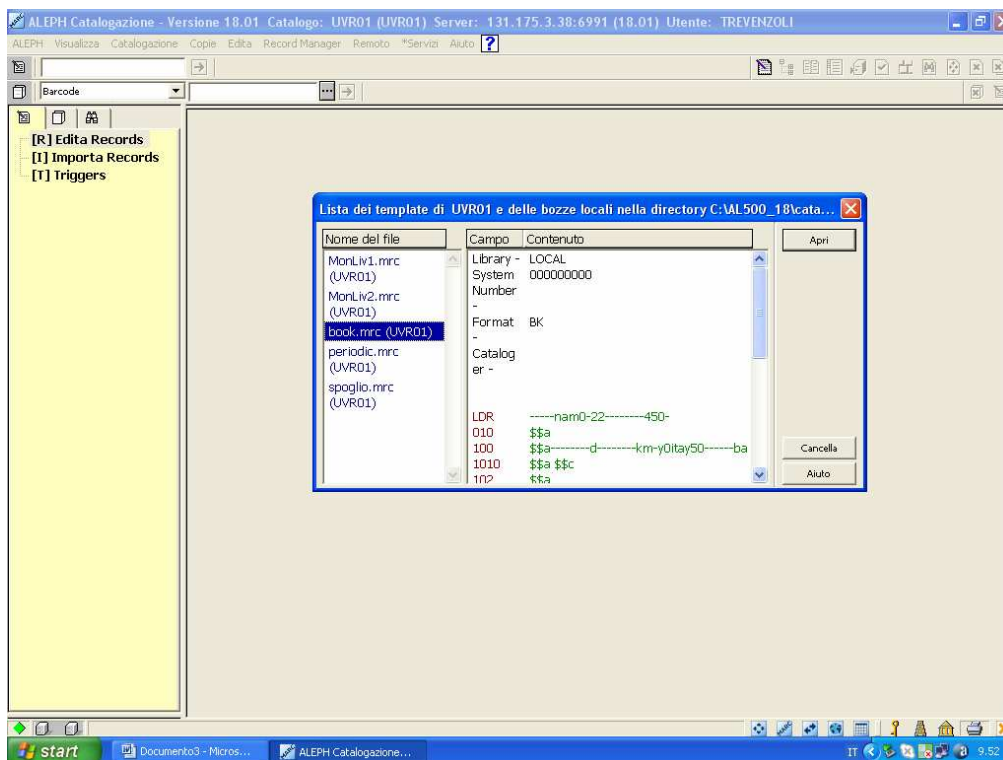 ALEPH Catalogazione - Versione 18.01 Catalogo: UVR01 (UVR01) Server: 131.175.3.38:6991 (18.01) Utente: TREVENZOLI
ALEPH Visualizza Catalogazione Copie Edita Record Manager Remoto *Servizi Aiuto ?
Barcode
[R] Edita Records
[I] Importa Records
[T] Triggers
Lista dei template di UVR01 e delle bozze locali nella directory C:\AL500_18\cata...
Nome del file
MonLiv1.mrc
(UVR01)
MonLiv2.mrc
(UVR01)
book.mrc (UVR01)
periodic.mrc
(UVR01)
spoglio.mrc
(UVR01)
Campo Contenuto
Library - LOCAL
System 000000000
Number
-
Format BK
-
Catalog
er -
LDR -----nam0-22--------450-
010 $$a
100 $$a--------d--------km-y0itay50------ba
1010 $$a $$c
102 $$a
Apri
Cancella
Aiuto
start
Documento3 - Micros...
ALEPH Catalogazione...
IT
9.52